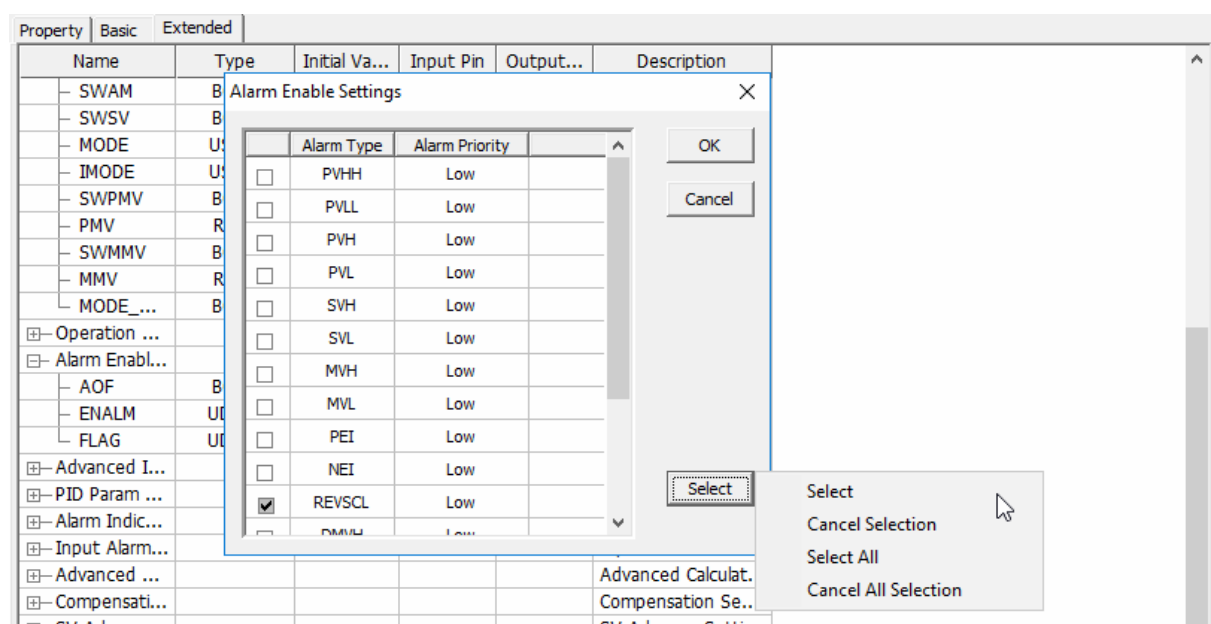 Property Basic Extended
Name Type Initial Va... Input Pin Output... Description
SWAM B
SWSV B
MODE U
IMODE U
SWPMV B
PMV R
SWMMV B
MMV R
MODE_... B
Operation ...
Alarm Enabl...
AOF B
ENALM U
FLAG U
Advanced I...
PID Param ...
Alarm Indic...
Input Alarm...
Advanced ... Advanced Calculat.
Compensati... Compensation Se..
Alarm Enable Settings
Alarm Type Alarm Priority
PVHH Low
PVLL Low
PVH Low
PVL Low
SVH Low
SVL Low
MVH Low
MVL Low
PEI Low
NEI Low
REVSCL Low
DMVH Low
OK
Cancel
Select
Select
Cancel Selection
Select All
Cancel All Selection